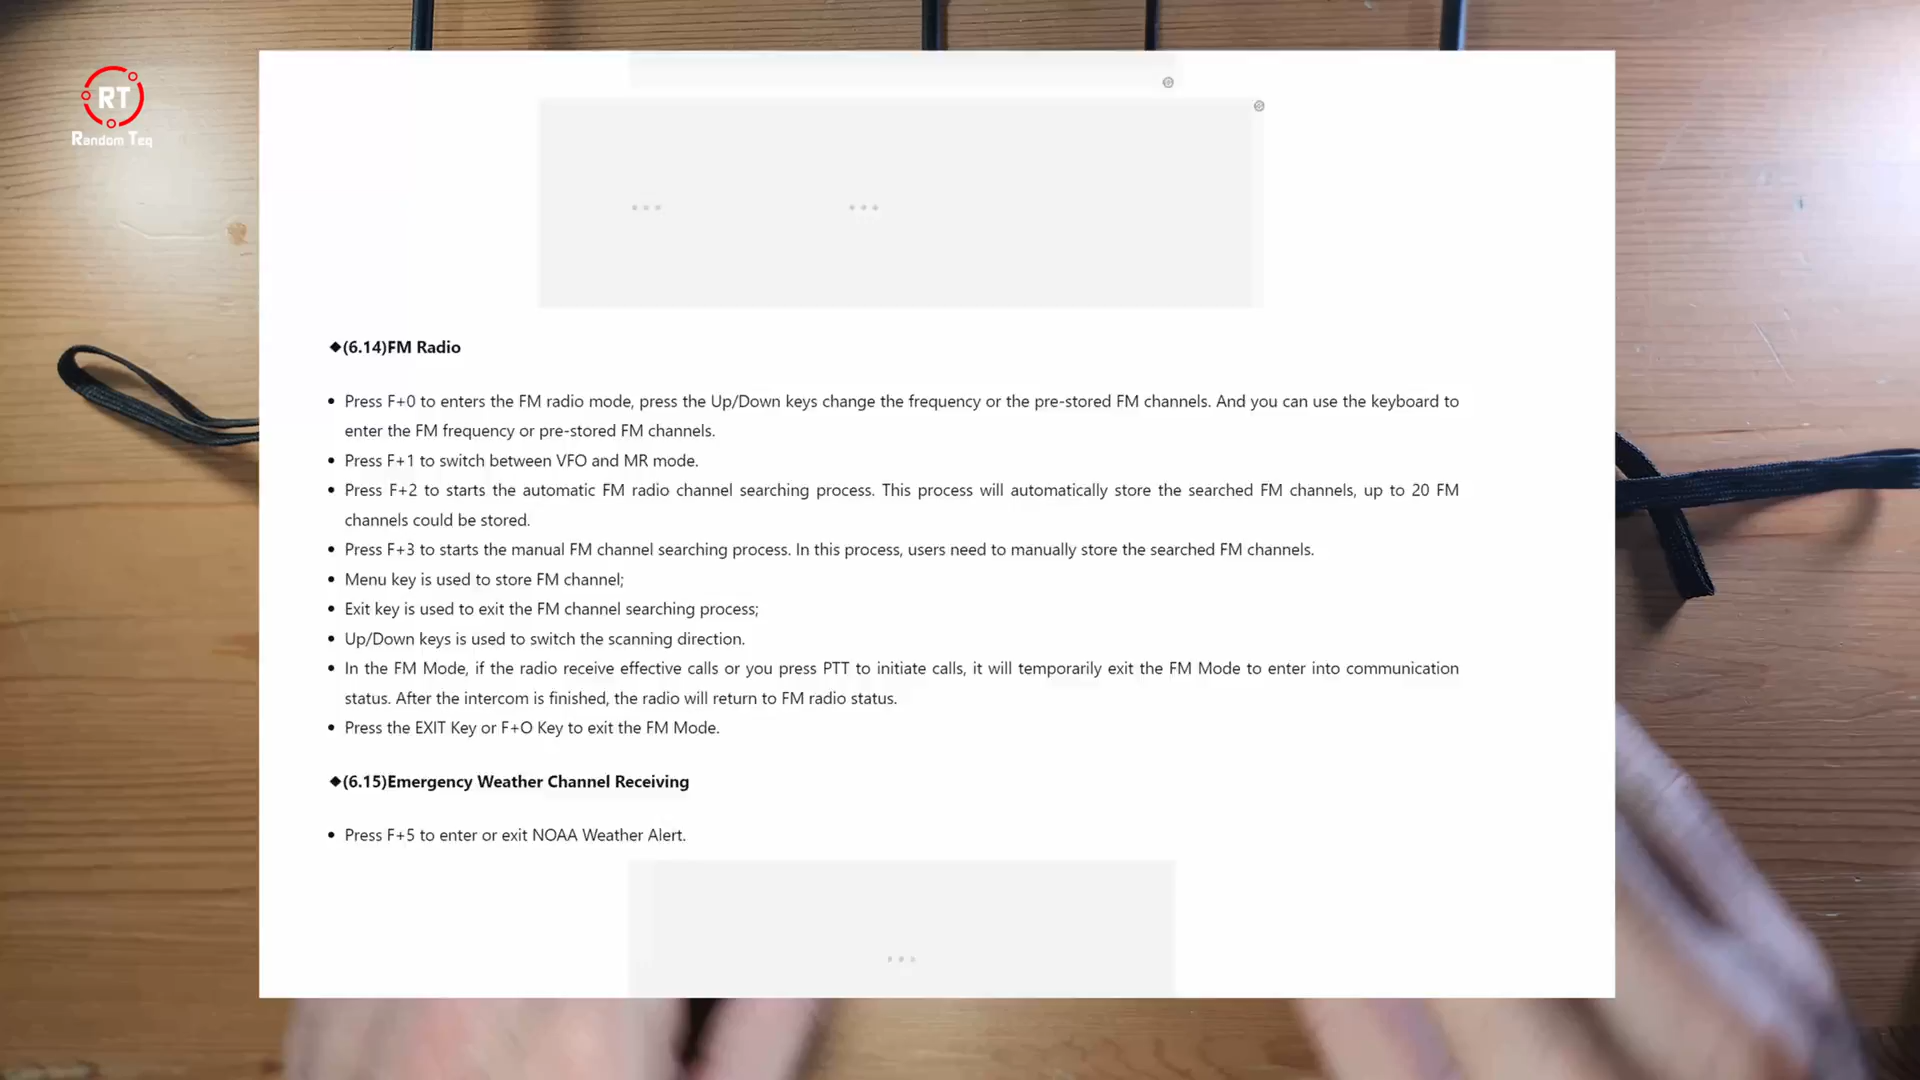 RT
Random Teq
◆(6.14)FM Radio
• Press F+0 to enters the FM radio mode, press the Up/Down keys change the frequency or the pre-stored FM channels. And you can use the keyboard to
enter the FM frequency or pre-stored FM channels.
• Press F+1 to switch between VFO and MR mode.
• Press F+2 to starts the automatic FM radio channel searching process. This process will automatically store the searched FM channels, up to 20 FM
channels could be stored.
• Press F+3 to starts the manual FM channel searching process. In this process, users need to manually store the searched FM channels.
• Menu key is used to store FM channel;
• Exit key is used to exit the FM channel searching process;
• Up/Down keys is used to switch the scanning direction.
• In the FM Mode, if the radio receive effective calls or you press PTT to initiate calls, it will temporarily exit the FM Mode to enter into communication
status. After the intercom is finished, the radio will return to FM radio status.
• Press the EXIT Key or F+O Key to exit the FM Mode.
◆(6.15)Emergency Weather Channel Receiving
• Press F+5 to enter or exit NOAA Weather Alert.